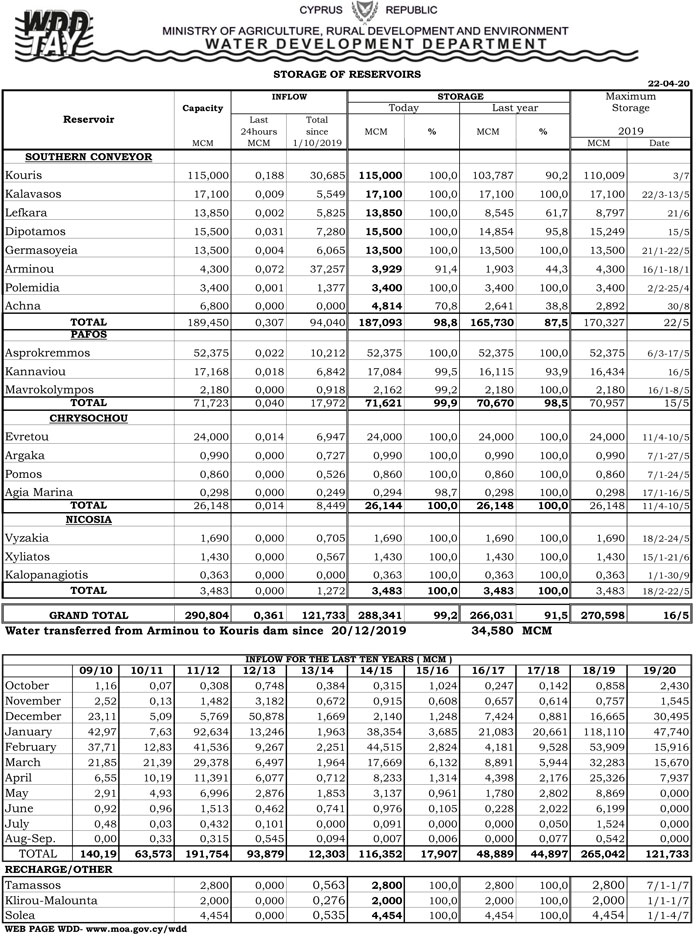 WDD
TAY
CYPRUS REPUBLIC
MINISTRY OF AGRICULTURE, RURAL DEVELOPMENT AND ENVIRONMENT
WATER DEVELOPMENT DEPARTMENT
STORAGE OF RESERVOIRS
22-04-20
Reservoir Capacity INFLOW STORAGE Maximum
Today Last year Storage
Last Total
24hours since MCM % MCM % 2019
MCM MCM 1/10/2019 MCM Date
SOUTHERN CONVEYOR
Kouris 115,000 0,188 30,685 115,000 100,0 103,787 90,2 110,009 3/7
Kalavasos 17,100 0,009 5,549 17,100 100,0 17,100 100,0 17,100 22/3-13/5
Lefkara 13,850 0,002 5,825 13,850 100,0 8,545 61,7 8,797 21/6
Dipotamos 15,500 0,031 7,280 15,500 100,0 14,854 95,8 15,249 15/5
Germasoyeia 13,500 0,004 6,065 13,500 100,0 13,500 100,0 13,500 21/1-22/5
Arminou 4,300 0,072 37,257 3,929 91,4 1,903 44,3 4,300 16/1-18/1
Polemidia 3,400 0,001 1,377 3,400 100,0 3,400 100,0 3,400 2/2-25/4
Achna 6,800 0,000 0,000 4,814 70,8 2,641 38,8 2,892 30/8
TOTAL 189,450 0,307 94,040 187,093 98,8 165,730 87,5 170,327 22/5
PAFOS
Asprokremmos 52,375 0,022 10,212 52,375 100,0 52,375 100,0 52,375 6/3-17/5
Kannaviou 17,168 0,018 6,842 17,084 99,5 16,115 93,9 16,434 16/5
Mavrokolympos 2,180 0,000 0,918 2,162 99,2 2,180 100,0 2,180 16/1-8/5
TOTAL 71,723 0,040 17,972 71,621 99,9 70,670 98,5 70,957 15/5
CHRYSOCHOU
Evretou 24,000 0,014 6,947 24,000 100,0 24,000 100,0 24,000 11/4-10/5
Argaka 0,990 0,000 0,727 0,990 100,0 0,990 100,0 0,990 7/1-27/5
Pomos 0,860 0,000 0,526 0,860 100,0 0,860 100,0 0,860 7/1-24/5
Agia Marina 0,298 0,000 0,249 0,294 98,7 0,298 100,0 0,298 17/1-16/5
TOTAL 26,148 0,014 8,449 26,144 100,0 26,148 100,0 26,148 11/4-10/5
NICOSIA
Vyzakia 1,690 0,000 0,705 1,690 100,0 1,690 100,0 1,690 18/2-24/5
Xyliatos 1,430 0,000 0,567 1,430 100,0 1,430 100,0 1,430 15/1-21/6
Kalopanagiotis 0,363 0,000 0,000 0,363 100,0 0,363 100,0 0,363 1/1-30/9
TOTAL 3,483 0,000 1,272 3,483 100,0 3,483 100,0 3,483 18/2-22/5
GRAND TOTAL 290,804 0,361 121,733 288,341 99,2 266,031 91,5 270,598 16/5
Water transferred from Arminou to Kouris dam since 20/12/2019 34,580 MCM
INFLOW FOR THE LAST TEN YEARS ( MCM )
09/10 10/11 11/12 12/13 13/14 14/15 15/16 16/17 17/18 18/19 19/20
October 1,16 0,07 0,308 0,748 0,384 0,315 1,024 0,247 0,142 0,858 2,430
November 2,52 0,13 1,482 3,182 0,672 0,915 0,608 0,657 0,614 0,757 1,545
December 23,11 5,09 5,769 50,878 1,669 2,140 1,248 7,424 0,881 16,665 30,495
January 42,97 7,63 92,634 13,246 1,963 38,354 3,685 21,083 20,661 118,110 47,740
February 37,71 12,83 41,536 9,267 2,251 44,515 2,824 4,181 9,528 53,909 15,916
March 21,85 21,39 29,378 6,497 1,964 17,669 6,132 8,891 5,944 32,283 15,670
April 6,55 10,19 11,391 6,077 0,712 8,233 1,314 4,398 2,176 25,326 7,937
May 2,91 4,93 6,996 2,876 1,853 3,137 0,961 1,780 2,802 8,869 0,000
June 0,92 0,96 1,513 0,462 0,741 0,976 0,105 0,228 2,022 6,199 0,000
July 0,48 0,03 0,432 0,101 0,000 0,091 0,000 0,000 0,050 1,524 0,000
Aug-Sep. 0,00 0,33 0,315 0,545 0,094 0,007 0,006 0,000 0,077 0,542 0,000
TOTAL 140,19 63,573 191,754 93,879 12,303 116,352 17,907 48,889 44,897 265,042 121,733
RECHARGE/OTHER
Tamassos 2,800 0,000 0,563 2,800 100,0 2,800 100,0 2,800 7/1-1/7
Klirou-Malounta 2,000 0,000 0,276 2,000 100,0 2,000 100,0 2,000 1/1-1/7
Solea 4,454 0,000 0,535 4,454 100,0 4,454 100,0 4,454 1/1-4/7
WEB PAGE WDD- www.moa.gov.cy/wdd